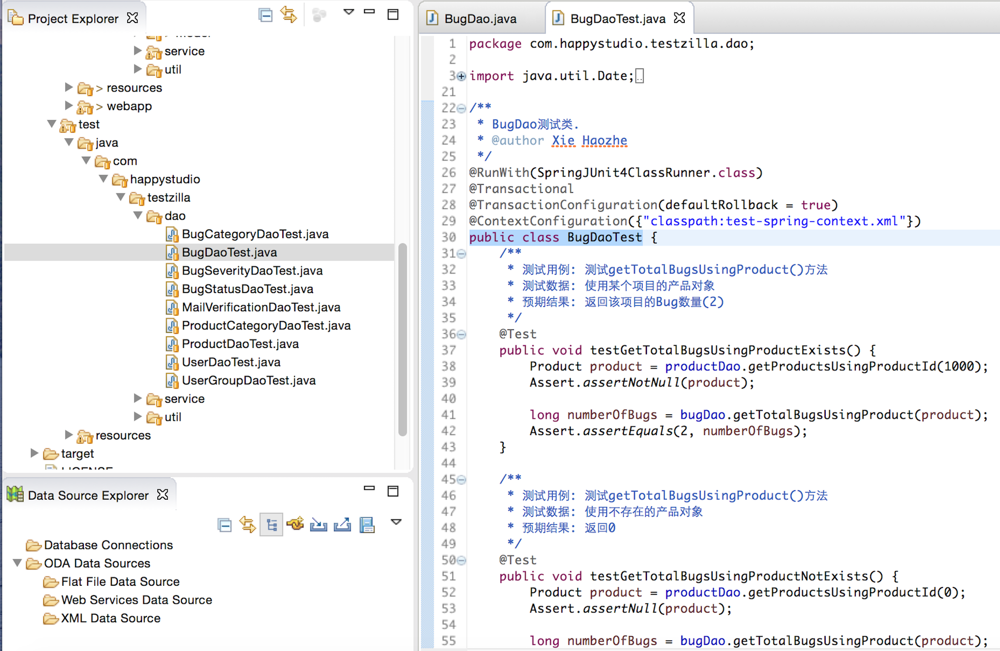 Project Explorer
service
util
> resources
> webapp
test
java
com
happystudio
testzilla
dao
BugCategoryDaoTest.java
BugDaoTest.java
BugSeverityDaoTest.java
BugStatusDaoTest.java
MailVerificationDaoTest.java
ProductCategoryDaoTest.java
ProductDaoTest.java
UserDaoTest.java
UserGroupDaoTest.java
service
util
resources
target
LICENSE
Data Source Explorer
Database Connections
ODA Data Sources
Flat File Data Source
Web Services Data Source
XML Data Source
BugDao.java
BugDaoTest.java
1 package com.happystudio.testzilla.dao;
2
3 import java.util.Date;
21
22 /**
23 * BugDao测试类.
24 * @author Xie Haozhe
25 */
26 @RunWith(SpringJUnit4ClassRunner.class)
27 @Transactional
28 @TransactionConfiguration(defaultRollback = true)
29 @ContextConfiguration({"classpath:test-spring-context.xml"})
30 public class BugDaoTest {
31 /**
32 * 测试用例: 测试getTotalBugsUsingProduct()方法
33 * 测试数据: 使用某个项目的产品对象
34 * 预期结果: 返回该项目的Bug数量(2)
35 */
36 @Test
37 public void testGetTotalBugsUsingProductExists() {
38 Product product = productDao.getProductsUsingProductId(1000);
39 Assert.assertNotNull(product);
40
41 long numberOfBugs = bugDao.getTotalBugsUsingProduct(product);
42 Assert.assertEquals(2, numberOfBugs);
43 }
44
45 /**
46 * 测试用例: 测试getTotalBugsUsingProduct()方法
47 * 测试数据: 使用不存在的产品对象
48 * 预期结果: 返回0
49 */
50 @Test
51 public void testGetTotalBugsUsingProductNotExists() {
52 Product product = productDao.getProductsUsingProductId(0);
53 Assert.assertNull(product);
54
55 long numberOfBugs = bugDao.getTotalBugsUsingProduct(product);